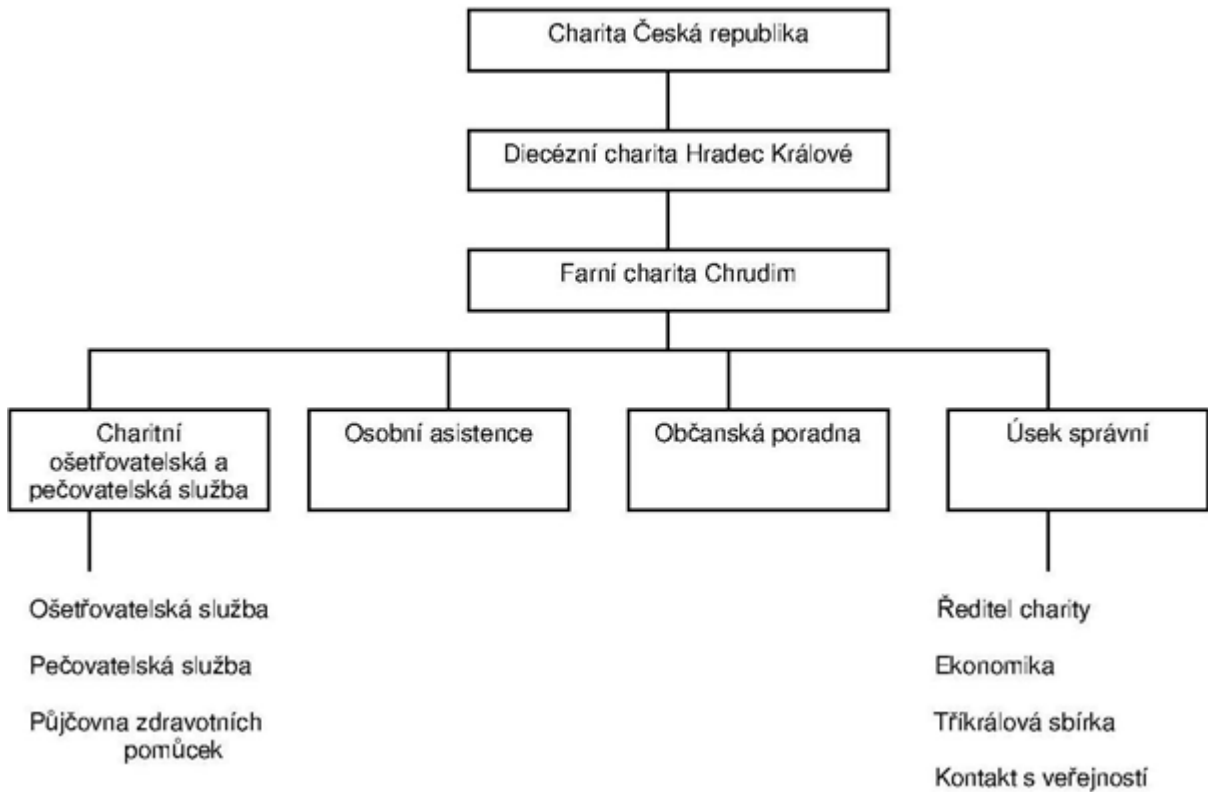 Charita Česká republika
Diecézní charita Hradec Králové
Farní charita Chrudim
Charitní
ošetřovatelská a
pečovatelská služba
Osobní asistence
Občanská poradna
Úsek správní
Ošetřovatelská služba
Pečovatelská služba
Půjčovna zdravotních
pomůcek
Ředitel charity
Ekonomika
Tříkrálová sbírka
Kontakt s veřejností